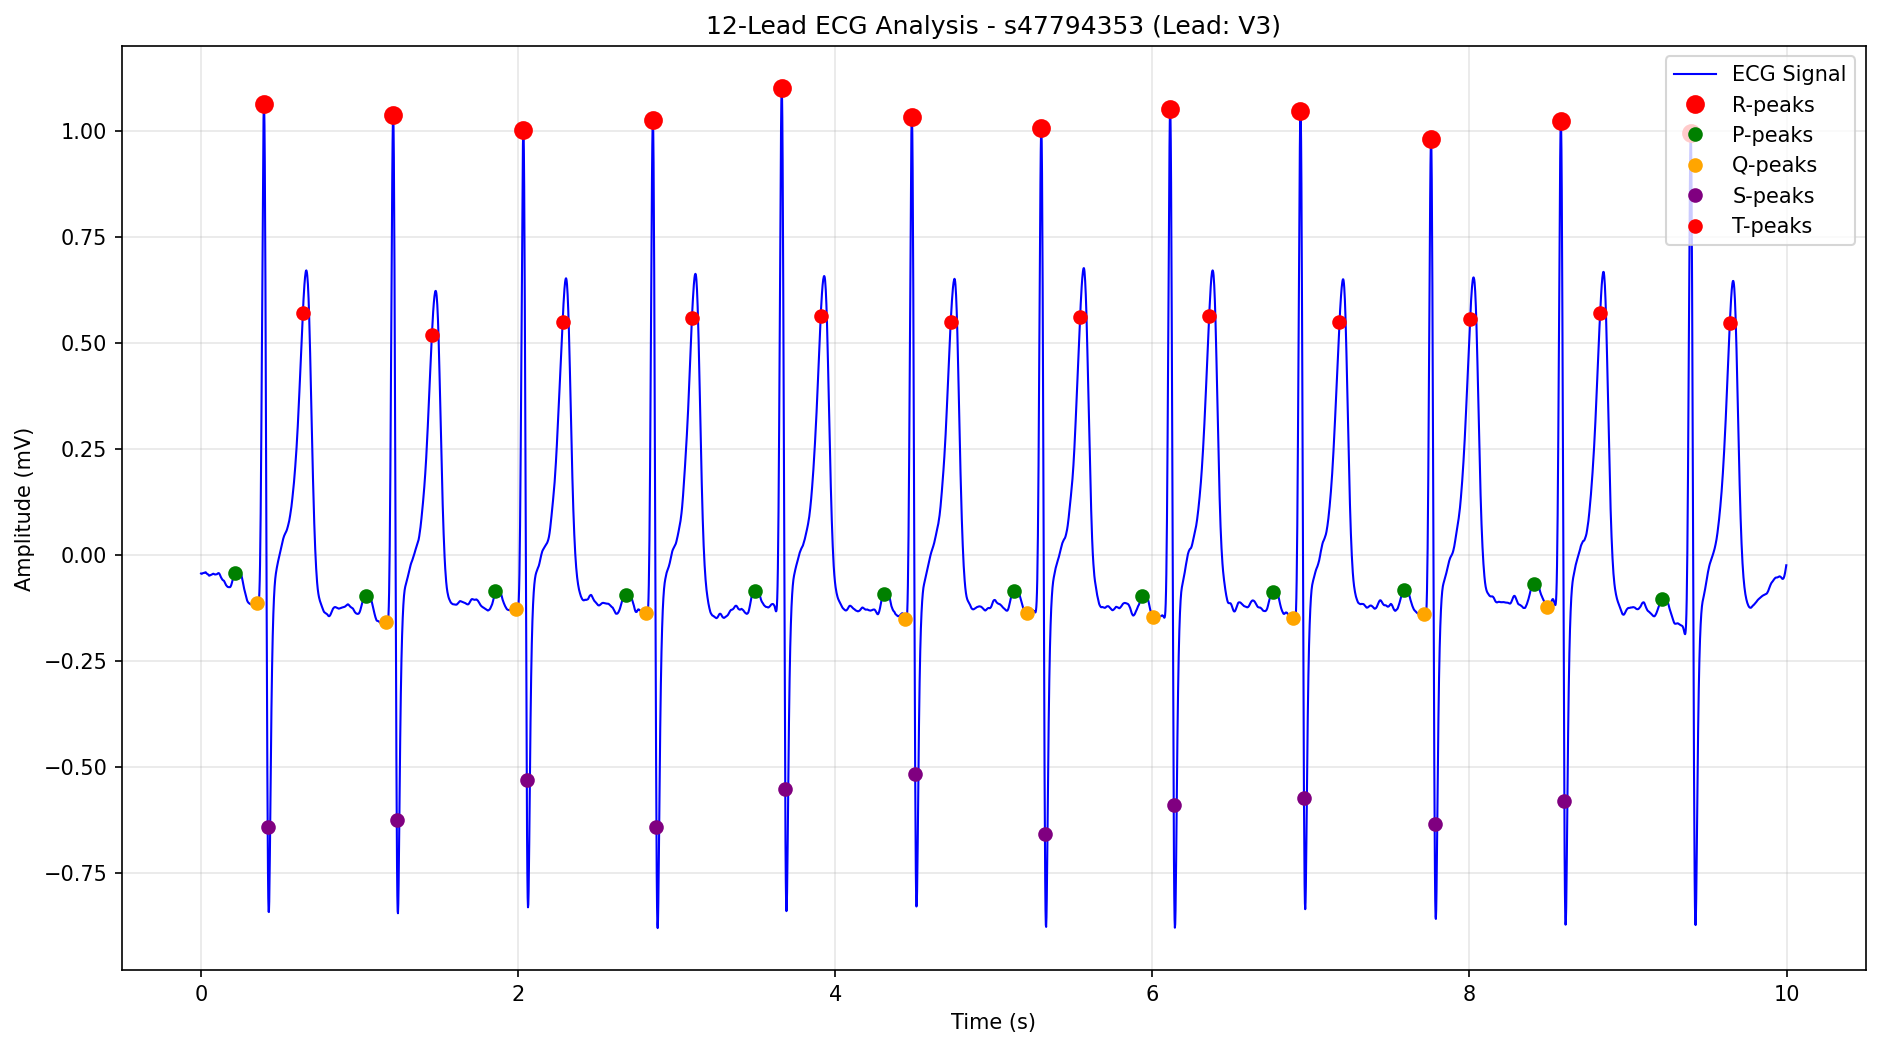 12-Lead ECG Analysis - s47794353 (Lead: V3)
ECG Signal
R-peaks
P-peaks
Q-peaks
S-peaks
T-peaks
Amplitude (mV)
1.00
0.75
0.50
0.25
0.00
−0.25
−0.50
−0.75
0 2 4 6 8 10
Time (s)